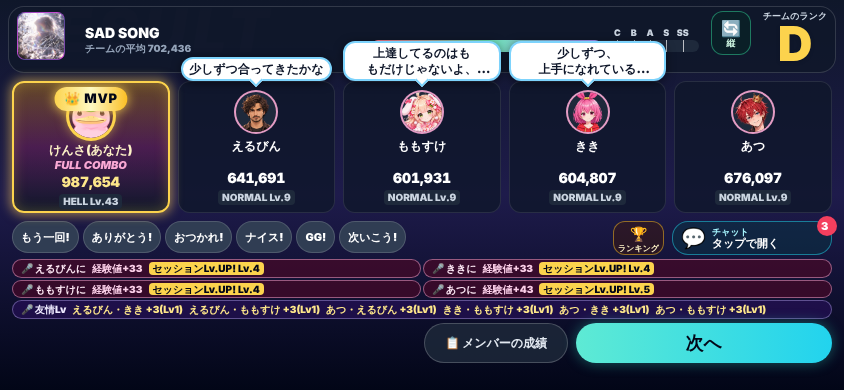 SAD SONG
チームの平均 702,436
C B A S SS
🔄
縦
チームのランク
D
👑 MVP
けんさ(あなた)
FULL COMBO
987,654
HELL Lv.43
少しずつ合ってきたかな
えるびん
641,691
NORMAL Lv.9
上達してるのはも
もだけじゃないよ、…
ももすけ
601,931
NORMAL Lv.9
少しずつ、
上手になれている…
きき
604,807
NORMAL Lv.9
あつ
676,097
NORMAL Lv.9
もう一回! ありがとう! おつかれ! ナイス! GG! 次いこう!
🏆
ランキング
💬 チャット
タップで開く
3
🎤えるびんに 経験値+33 セッションLv.UP! Lv.4
🎤ききに 経験値+33 セッションLv.UP! Lv.4
🎤ももすけに 経験値+33 セッションLv.UP! Lv.4
🎤あつに 経験値+43 セッションLv.UP! Lv.5
🎤友情Lv えるびん・きき +3(Lv1) えるびん・ももすけ +3(Lv1) あつ・えるびん +3(Lv1) きき・ももすけ +3(Lv1) あつ・きき +3(Lv1) あつ・ももすけ +3(Lv1)
📋 メンバーの成績
次へ